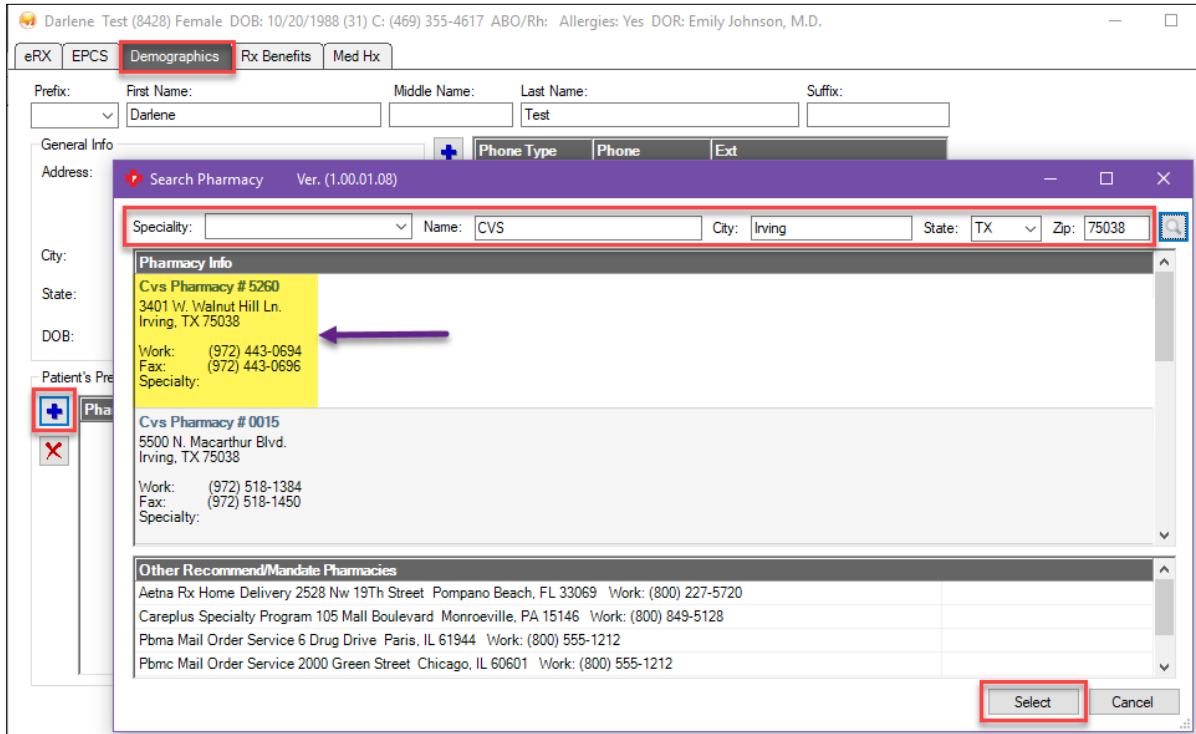 Darlene Test (8428) Female DOB: 10/20/1988 (31) C: (469) 355-4617 ABO/Rh: Allergies: Yes DOR: Emily Johnson, M.D.
eRX EPCS Demographics Rx Benefits Med Hx
Prefix: First Name: Middle Name: Last Name: Suffix:
Darlene Test
General Info Phone Type Phone Ext
Address:
Search Pharmacy Ver. (1.00.01.08)
Speciality: Name: CVS City: Irving State: TX Zip: 75038
City:
Pharmacy Info
Cvs Pharmacy # 5260
State:
3401 W. Walnut Hill Ln.
Irving, TX 75038
DOB:
Work: (972) 443-0694
Fax: (972) 443-0696
Specialty:
Patient's Pre
Pha
Cvs Pharmacy # 0015
5500 N. Macarthur Blvd.
Irving, TX 75038
Work: (972) 518-1384
Fax: (972) 518-1450
Specialty:
Other Recommend/Mandate Pharmacies
Aetna Rx Home Delivery 2528 Nw 19Th Street Pompano Beach, FL 33069 Work: (800) 227-5720
Careplus Specialty Program 105 Mall Boulevard Monroeville, PA 15146 Work: (800) 849-5128
Pbma Mail Order Service 6 Drug Drive Paris, IL 61944 Work: (800) 555-1212
Pbmc Mail Order Service 2000 Green Street Chicago, IL 60601 Work: (800) 555-1212
Select Cancel